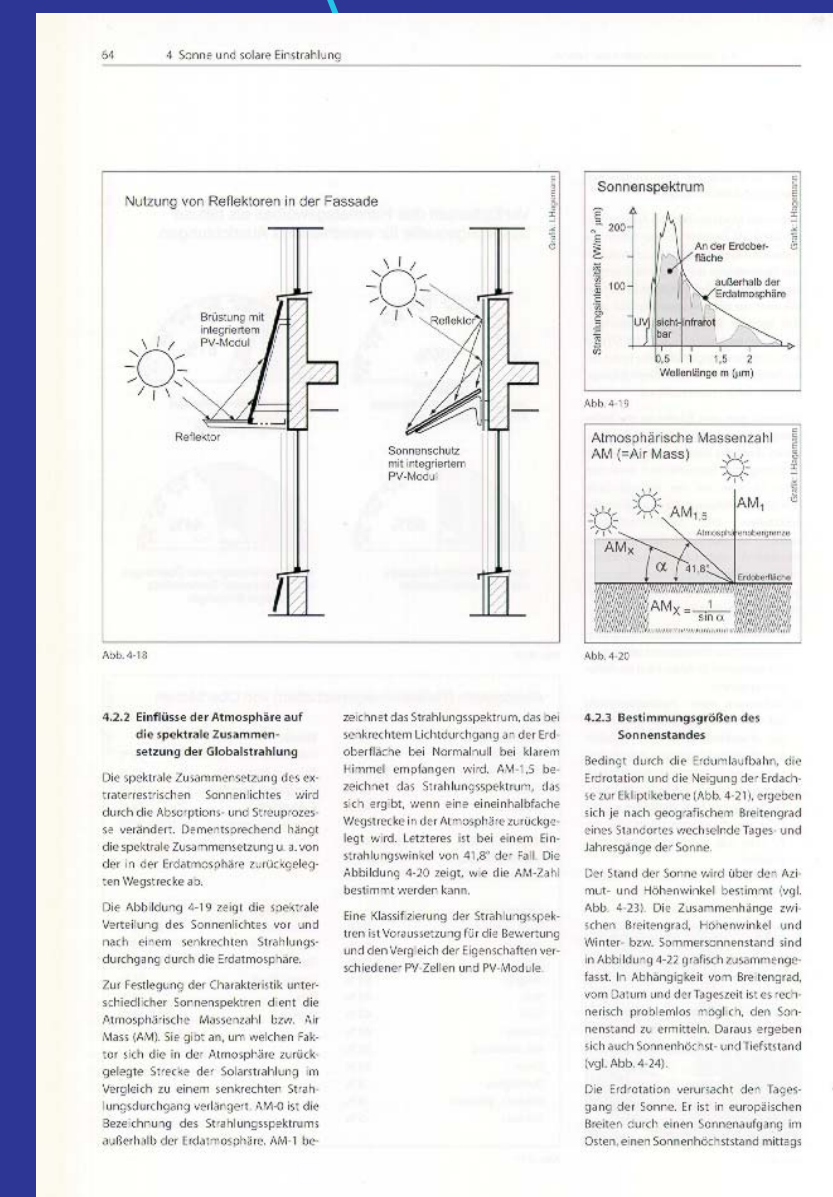 64 4 Sonne und solare Einstrahlung
Nutzung von Reflektoren in der Fassade
Grafik: I.Hagemann
Brüstung mit
integriertem
PV-Modul
Reflektor
Reflektor
Sonnenschutz
mit integriertem
PV-Modul
Abb. 4-18
Sonnenspektrum
Grafik: I.Hagemann
Strahlungsintensität (W/m² µm)
200
100
An der Erdober-
fläche
außerhalb der
Erdatmosphäre
UV sicht- Infrarot
bar
0,5 1 1,5 2
Wellenlänge m (µm)
Abb. 4-19
Atmosphärische Massenzahl
AM (=Air Mass)
Grafik: I.Hagemann
AM1
AM1,5
Atmosphärenobergrenze
AMX
α 41,8°
Erdoberfläche
AMX = 1
sin α
Abb. 4-20
4.2.2 Einflüsse der Atmosphäre auf
die spektrale Zusammen-
setzung der Globalstrahlung
Die spektrale Zusammensetzung des ex-
traterrestrischen Sonnenlichtes wird
durch die Absorptions- und Streuprozes-
se verändert. Dementsprechend hängt
die spektrale Zusammensetzung u. a. von
der in der Erdatmosphäre zurückgeleg-
ten Wegstrecke ab.
Die Abbildung 4-19 zeigt die spektrale
Verteilung des Sonnenlichtes vor und
nach einem senkrechten Strahlungs-
durchgang durch die Erdatmosphäre.
Zur Festlegung der Charakteristik unter-
schiedlicher Sonnenspektren dient die
Atmosphärische Massenzahl bzw. Air
Mass (AM). Sie gibt an, um welchen Fak-
tor sich die in der Atmosphäre zurück-
gelegte Strecke der Solarstrahlung im
Vergleich zu einem senkrechten Strah-
lungsdurchgang verlängert. AM-0 ist die
Bezeichnung des Strahlungsspektrums
außerhalb der Erdatmosphäre. AM-1 be-
zeichnet das Strahlungsspektrum, das bei
senkrechtem Lichtdurchgang an der Erd-
oberfläche bei Normalnull bei klarem
Himmel empfangen wird. AM-1,5 be-
zeichnet das Strahlungsspektrum, das
sich ergibt, wenn eine eineinhalbfache
Wegstrecke in der Atmosphäre zurückge-
legt wird. Letzteres ist bei einem Ein-
strahlungswinkel von 41,8° der Fall. Die
Abbildung 4-20 zeigt, wie die AM-Zahl
bestimmt werden kann.
Eine Klassifizierung der Strahlungsspek-
tren ist Voraussetzung für die Bewertung
und den Vergleich der Eigenschaften ver-
schiedener PV-Zellen und PV-Module.
4.2.3 Bestimmungsgrößen des
Sonnenstandes
Bedingt durch die Erdumlaufbahn, die
Erdrotation und die Neigung der Erdach-
se zur Ekliptikebene (Abb. 4-21), ergeben
sich je nach geografischem Breitengrad
eines Standortes wechselnde Tages- und
Jahresgänge der Sonne.
Der Stand der Sonne wird über den Azi-
mut- und Höhenwinkel bestimmt (vgl.
Abb. 4-23). Die Zusammenhänge zwi-
schen Breitengrad, Höhenwinkel und
Winter- bzw. Sommersonnenstand sind
in Abbildung 4-22 grafisch zusammenge-
fasst. In Abhängigkeit vom Breitengrad,
vom Datum und der Tageszeit ist es rech-
nerisch problemlos möglich, den Son-
nenstand zu ermitteln. Daraus ergeben
sich auch Sonnenhöchst- und Tiefststand
(vgl. Abb. 4-24).
Die Erdrotation verursacht den Tages-
gang der Sonne. Er ist in europäischen
Breiten durch einen Sonnenaufgang im
Osten, einen Sonnenhöchststand mittags